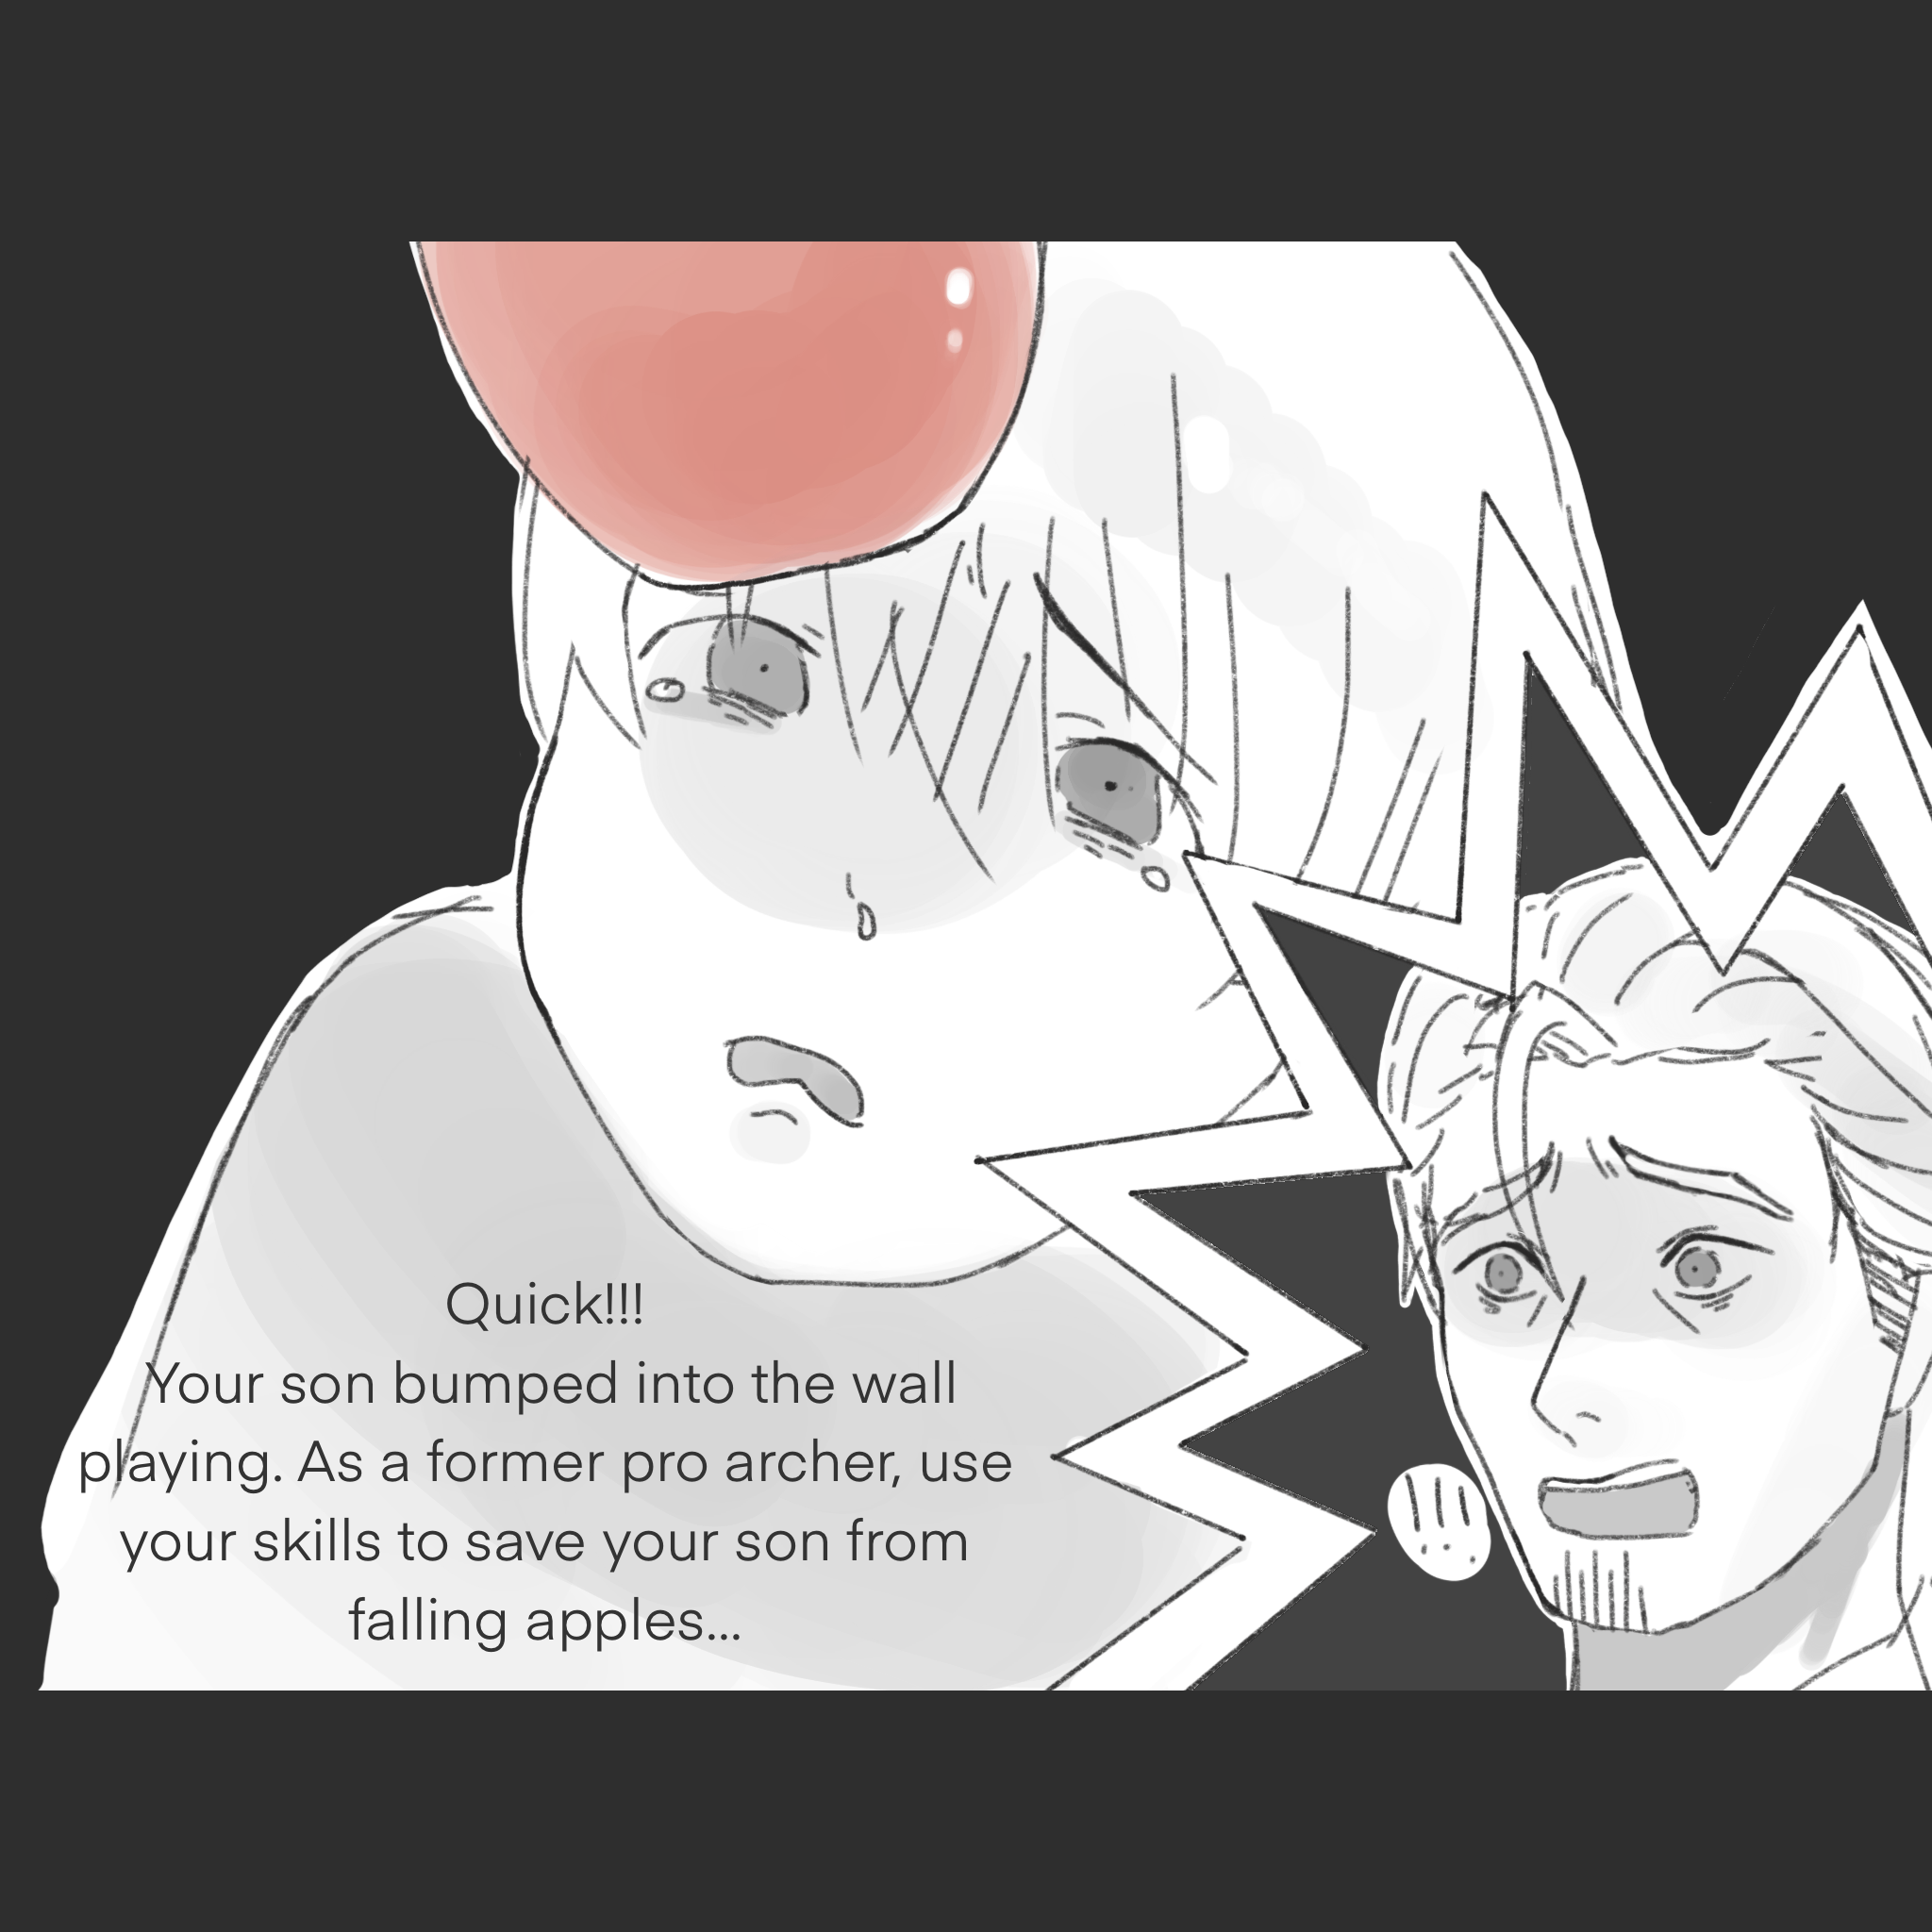 Quick!!!
Your son bumped into the wall
playing. As a former pro archer, use
your skills to save your son from
falling apples...